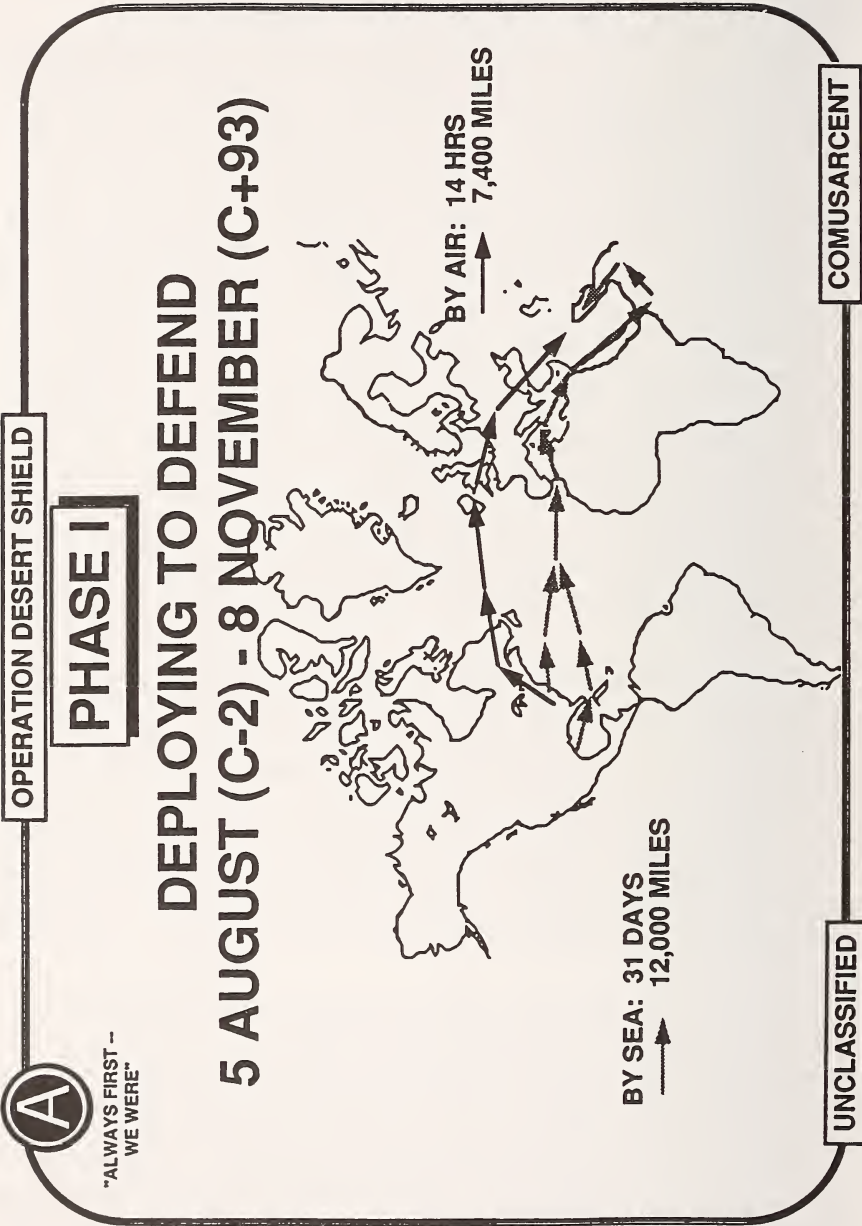 OPERATION DESERT SHIELD
PHASE I
A
"ALWAYS FIRST –
WE WERE"
DEPLOYING TO DEFEND
5 AUGUST (C-2) - 8 NOVEMBER (C+93)
BY AIR: 14 HRS
7,400 MILES
BY SEA: 31 DAYS
12,000 MILES
UNCLASSIFIED
COMUSARCENT